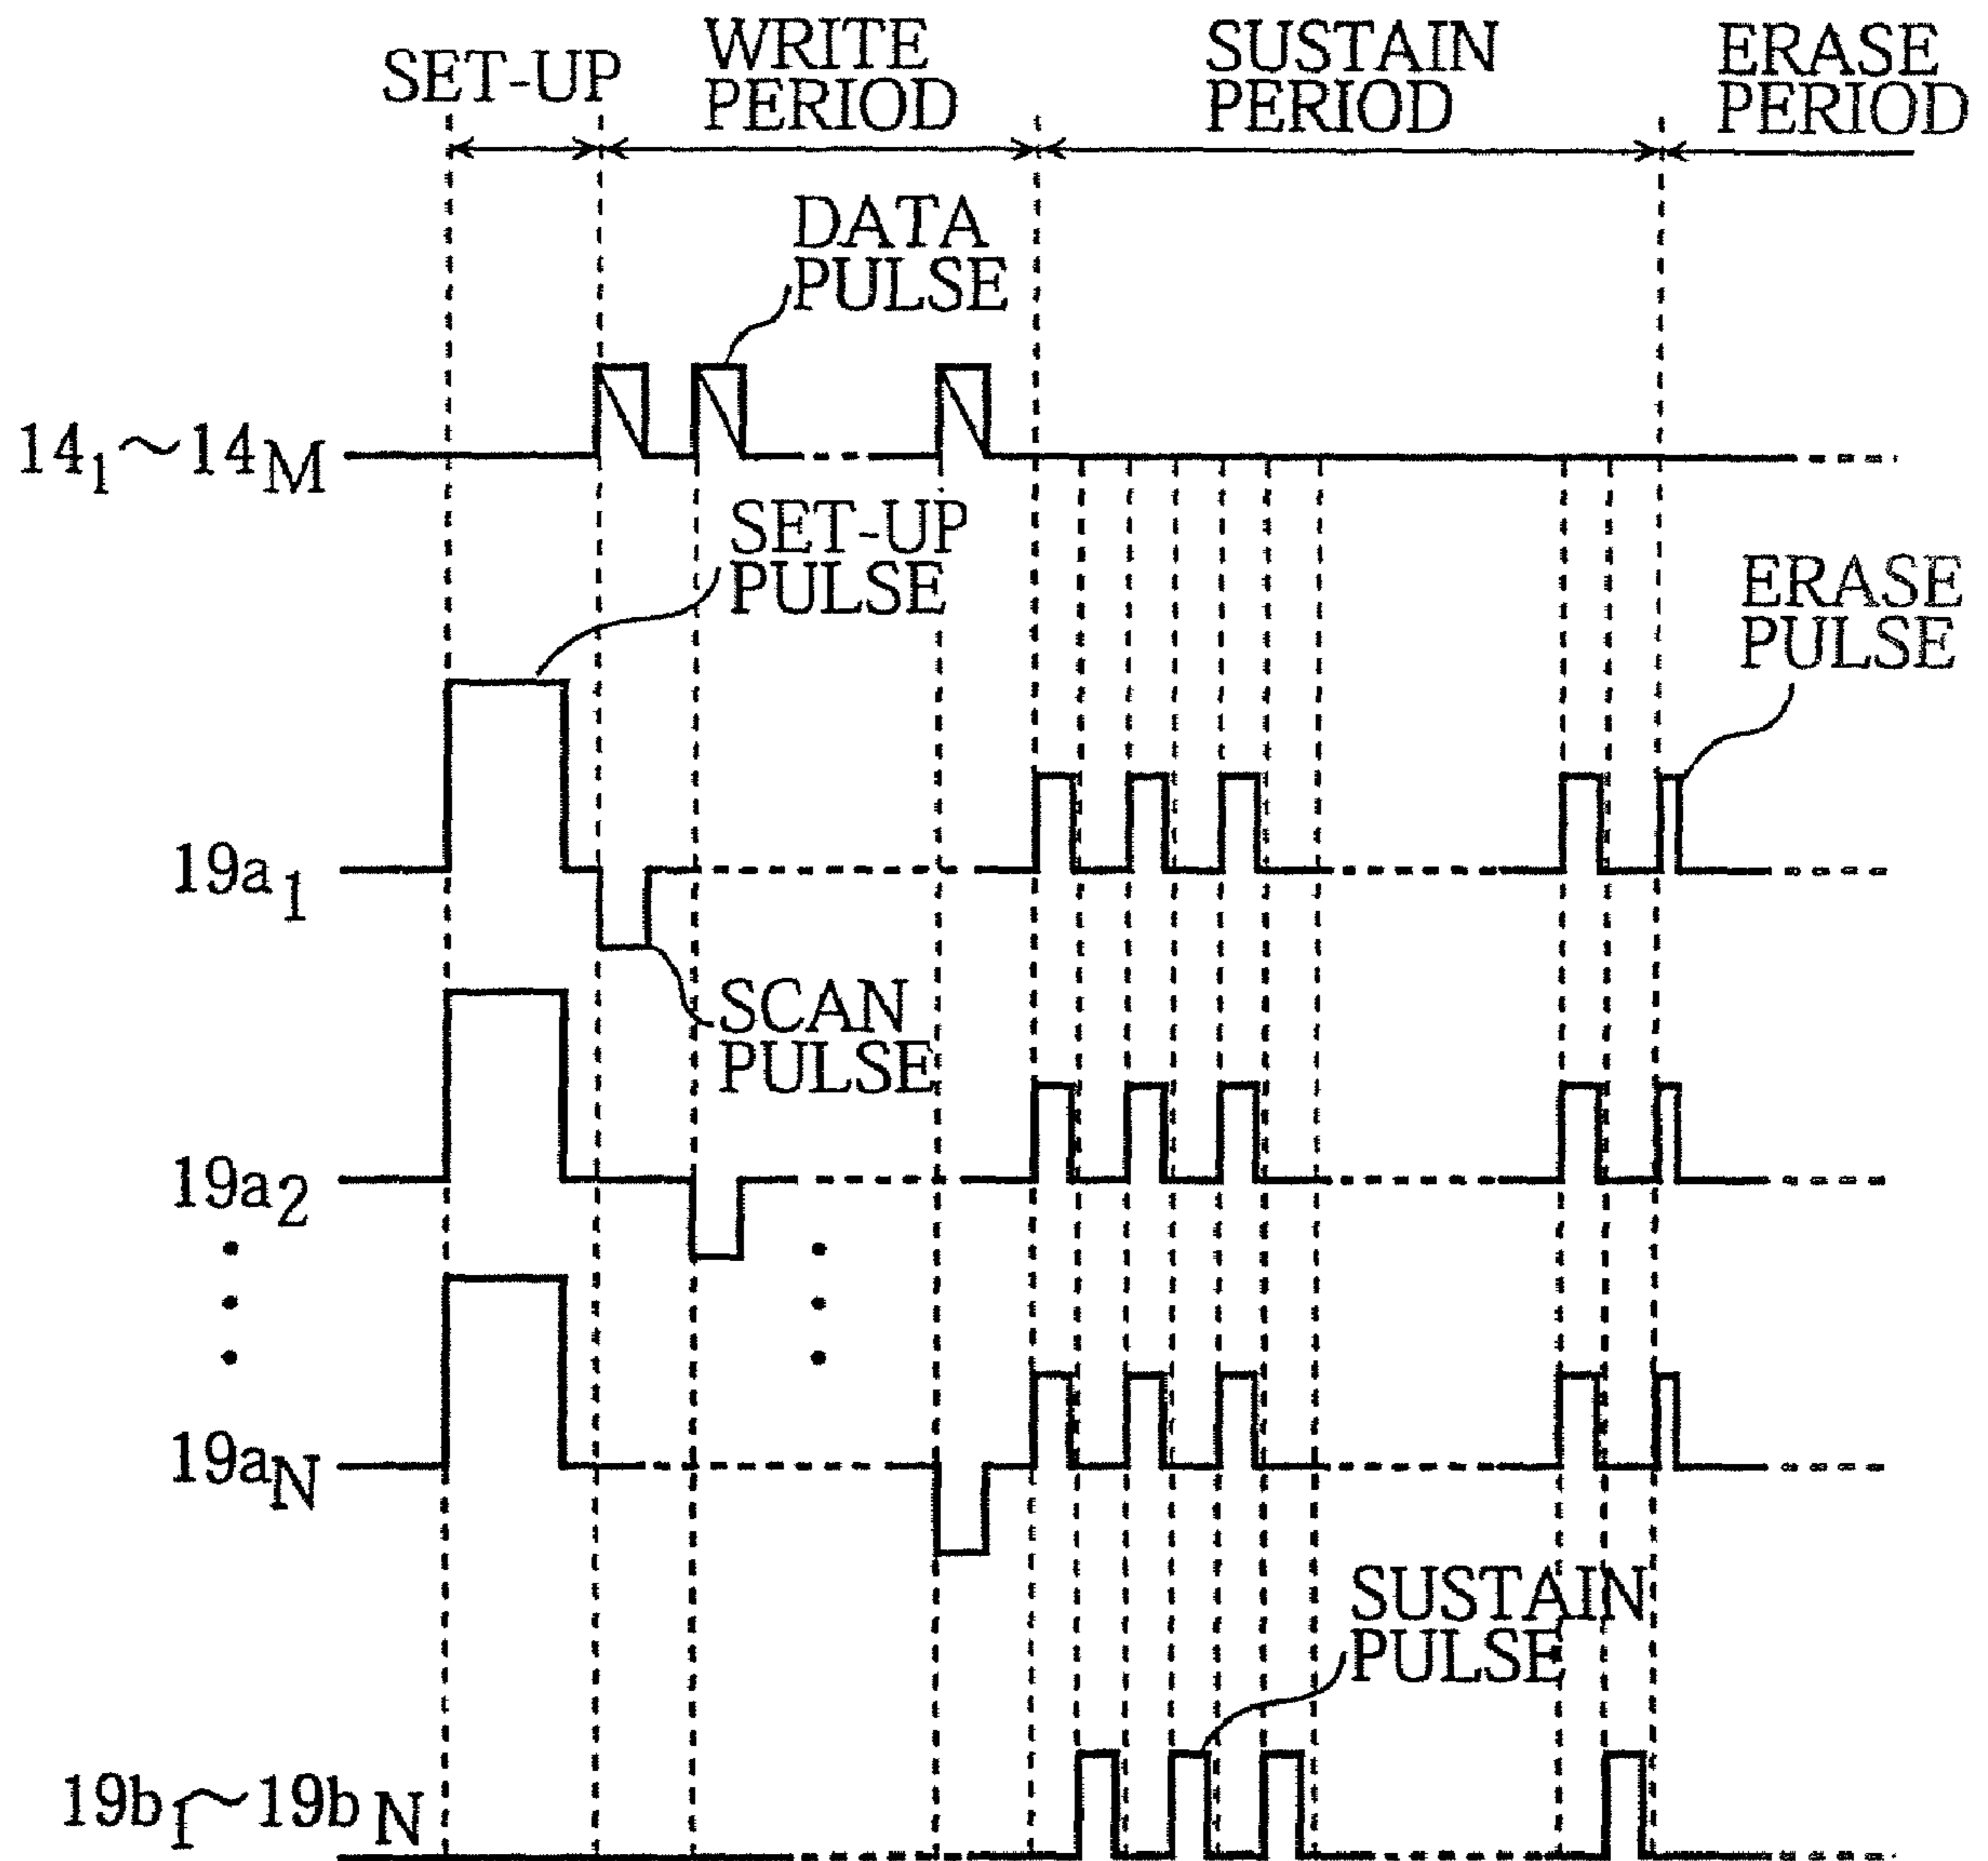 SET-UP
WRITE
PERIOD
SUSTAIN
PERIOD
ERASE
PERIOD
DATA
PULSE
14₁~14M
SET-UP
PULSE
ERASE
PULSE
19a₁
SCAN
PULSE
19a₂
19aN
SUSTAIN
PULSE
19b₁~19bN